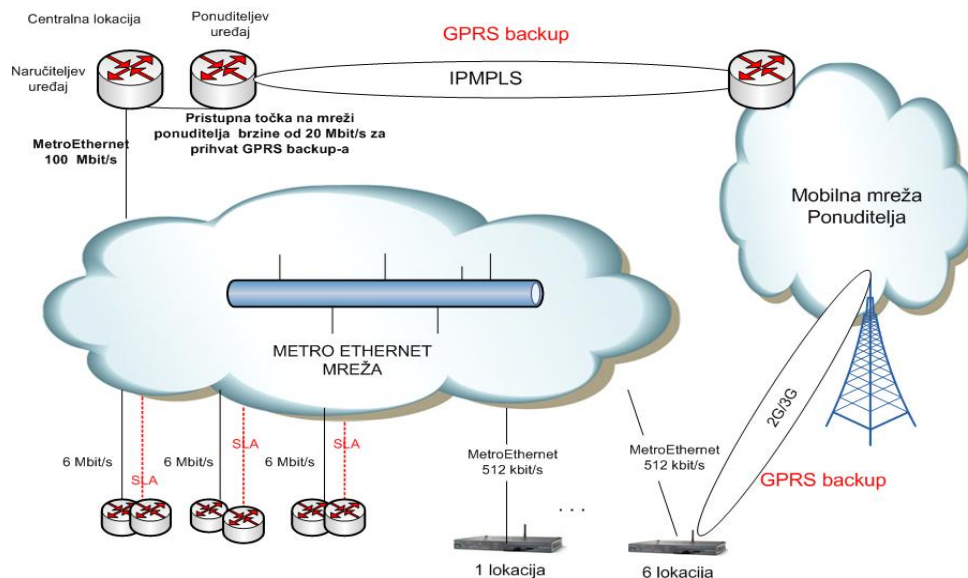 Centralna lokacija
Ponuditeljev
uređaj
GPRS backup
Naručiteljev
uređaj
IPMPLS
Pristupna točka na mreži
ponuditelja brzine od 20 Mbit/s za
prihvat GPRS backup-a
MetroEthernet
100 Mbit/s
Mobilna mreža
Ponuditelja
METRO ETHERNET
MREŽA
2G/3G
6 Mbit/s
SLA
6 Mbit/s
SLA
6 Mbit/s
SLA
MetroEthernet
512 kbit/s
MetroEthernet
512 kbit/s
GPRS backup
. . .
1 lokacija
6 lokacija